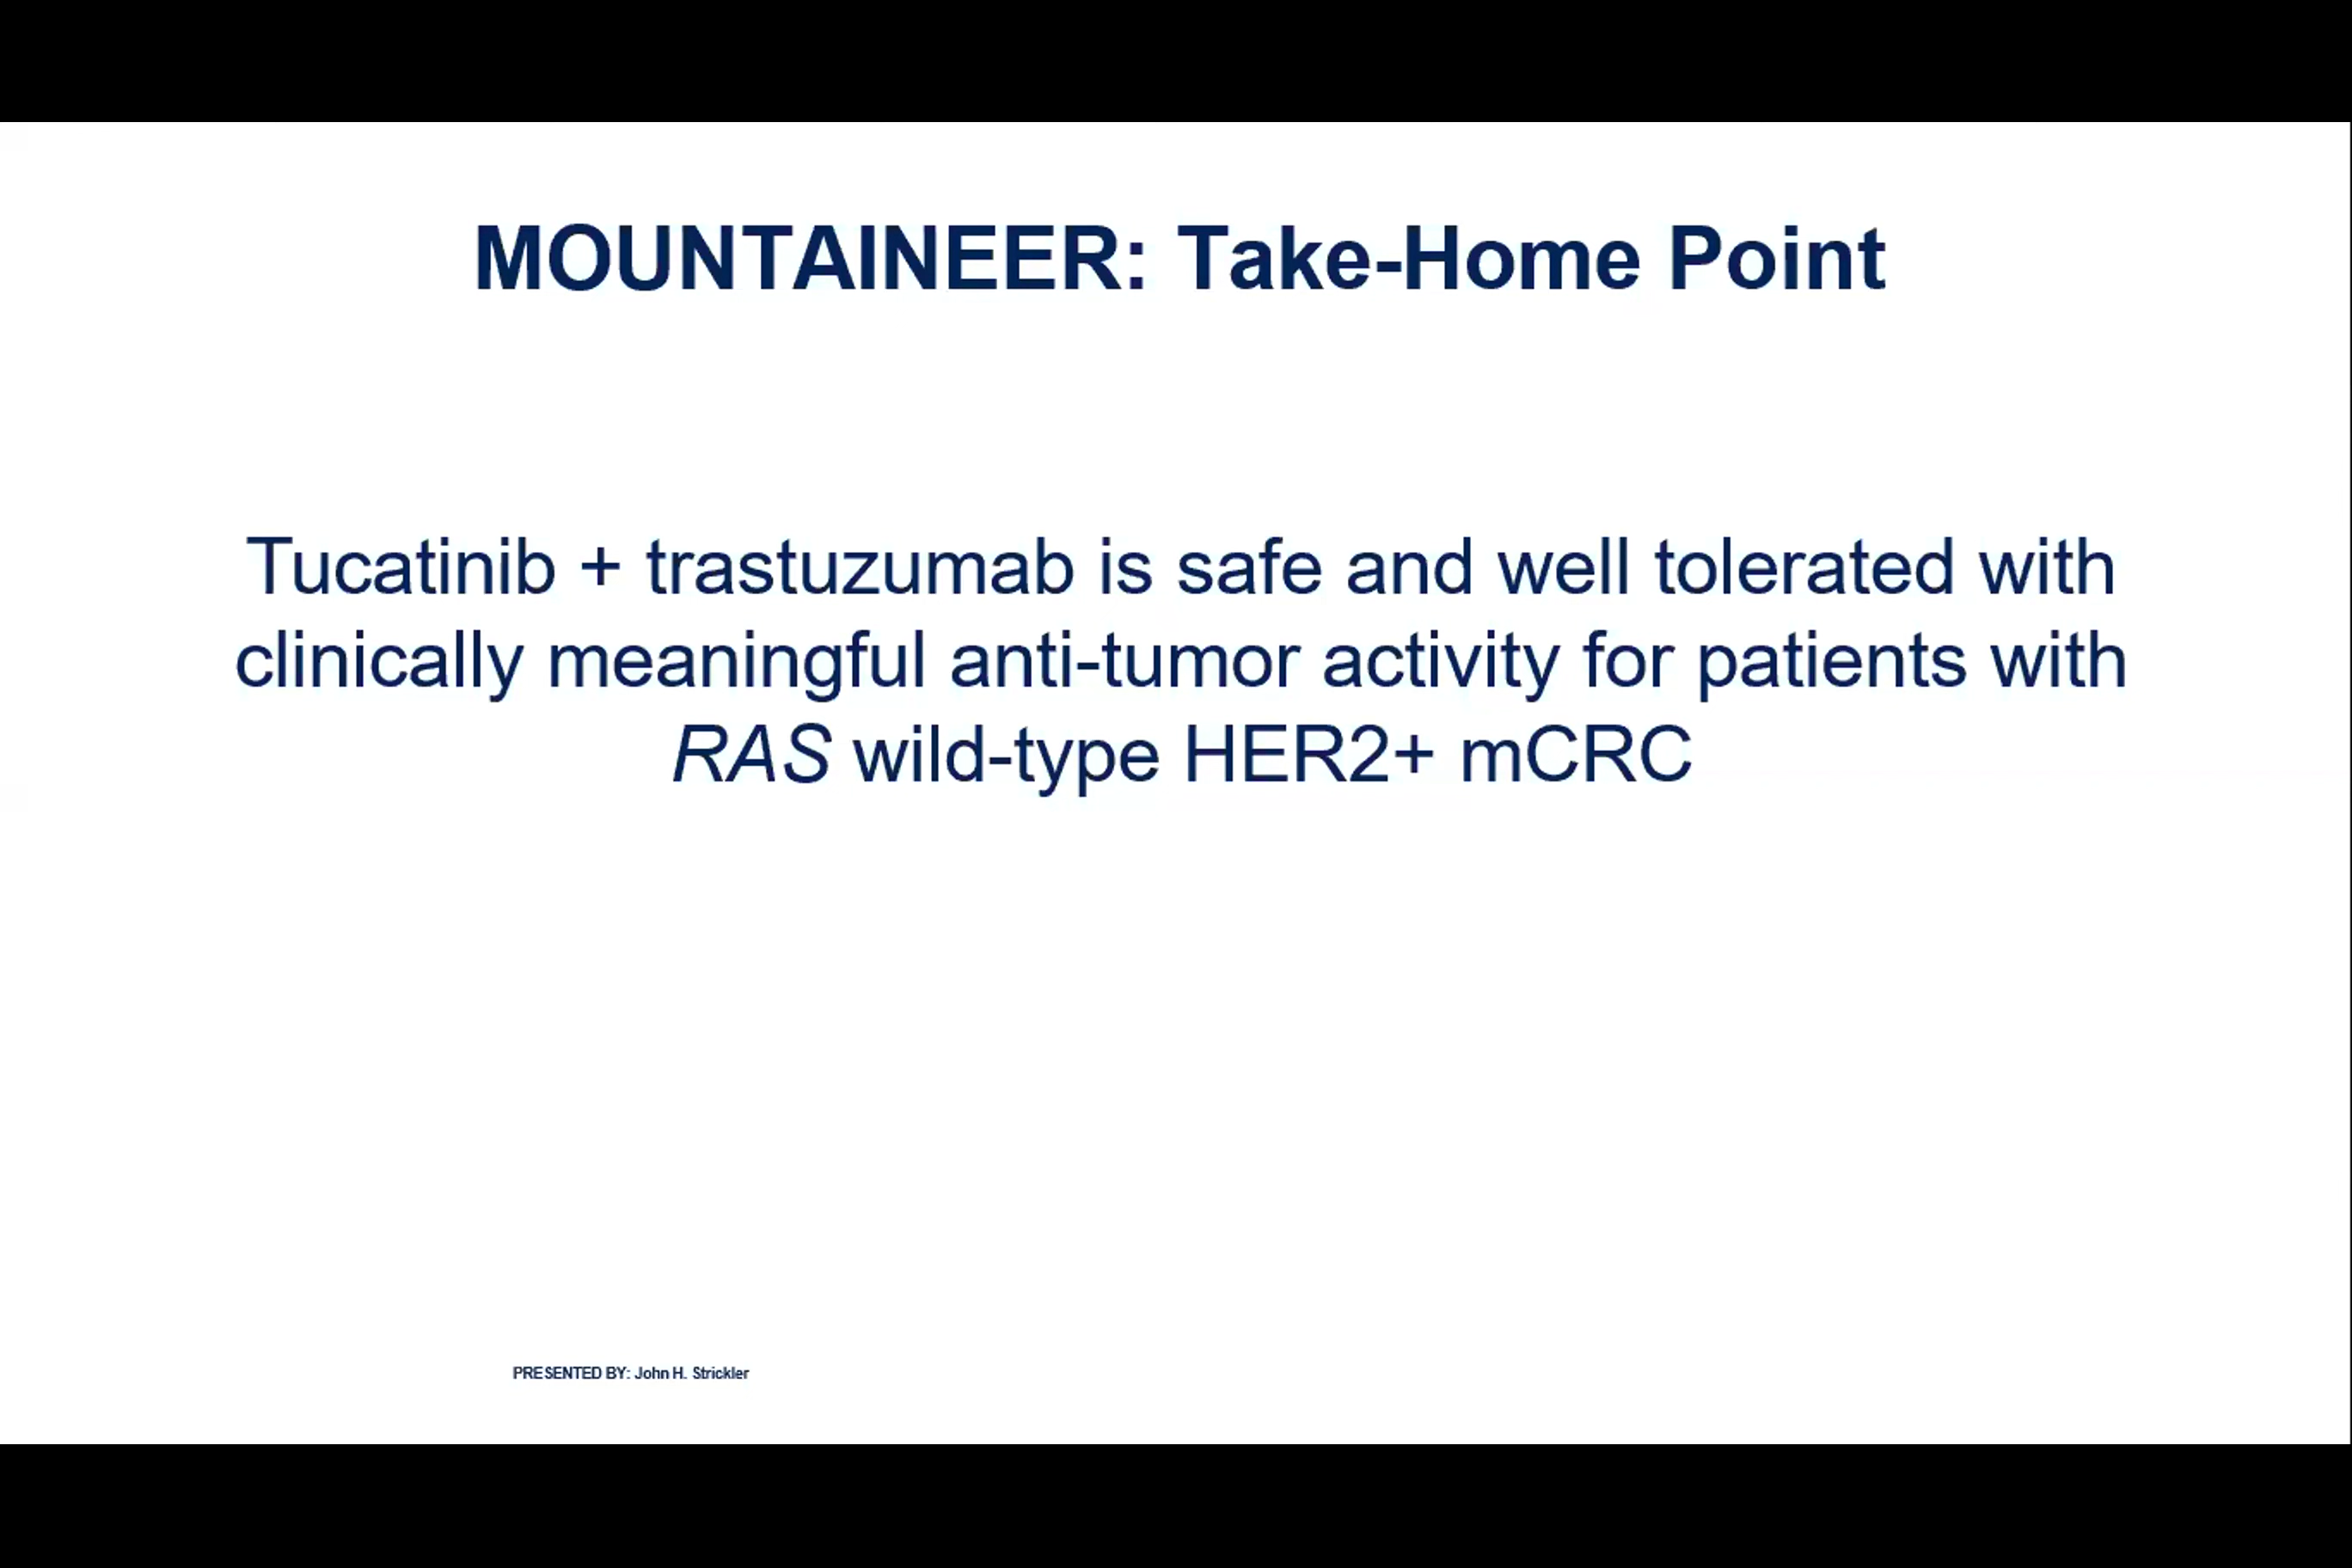 MOUNTAINEER: Take-Home Point
Tucatinib + trastuzumab is safe and well tolerated with
clinically meaningful anti-tumor activity for patients with
RAS wild-type HER2+ mCRC
PRESENTED BY: John H. Strickler